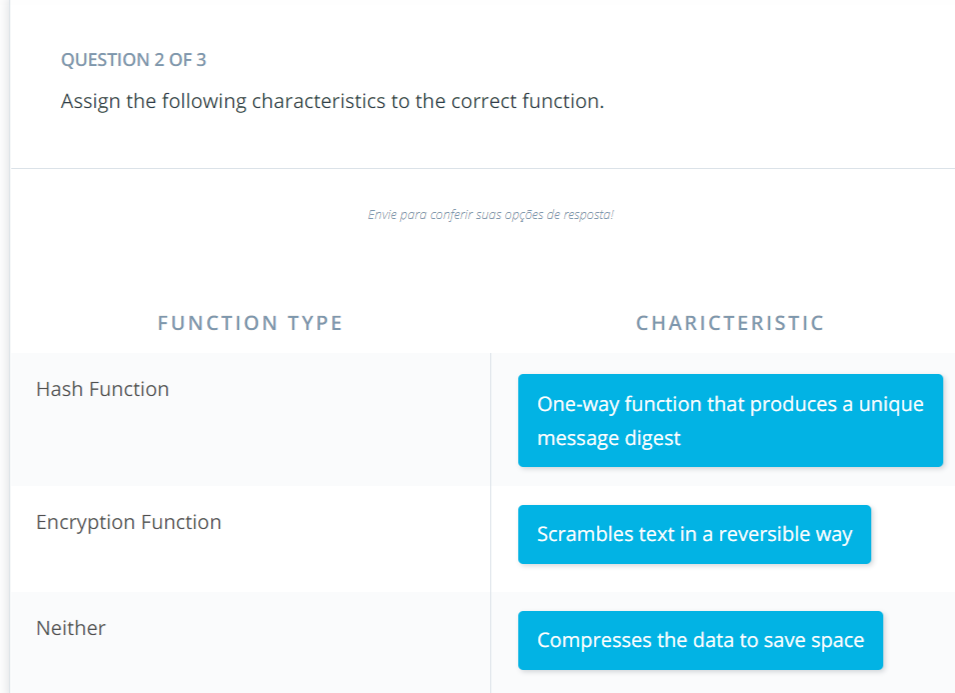 QUESTION 2 OF 3
Assign the following characteristics to the correct function.
Envie para conferir suas opções de resposta!
FUNCTION TYPE
CHARICTERISTIC
Hash Function
One-way function that produces a unique
message digest
Encryption Function
Scrambles text in a reversible way
Neither
Compresses the data to save space